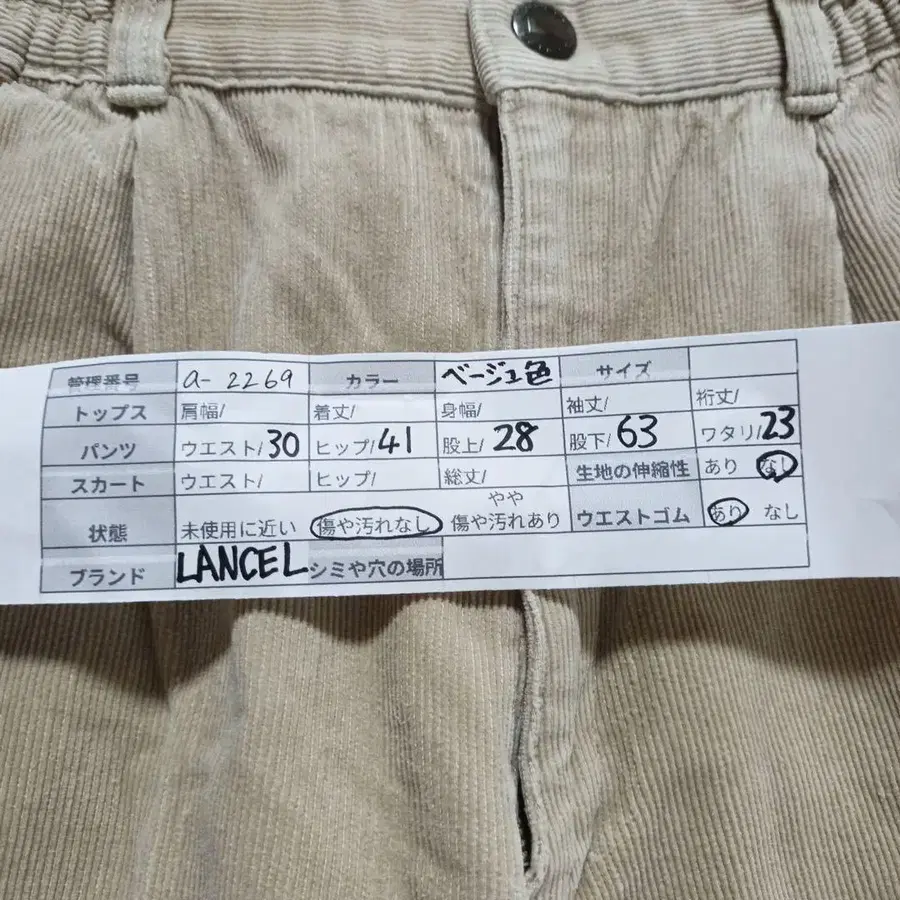 管理番号 a-2269 カラー ベージュ色 サイズ
トップス 肩幅/ 着丈/ 身幅/ 袖丈/ 裄丈/
パンツ ウエスト/30 ヒップ/41 股上/28 股下/63 ワタリ/23
スカート ウエスト/ ヒップ/ 総丈/ 生地の伸縮性 あり なし
状態 未使用に近い 傷や汚れなし やや傷や汚れあり ウエストゴム あり なし
ブランド LANCEL シミや穴の場所